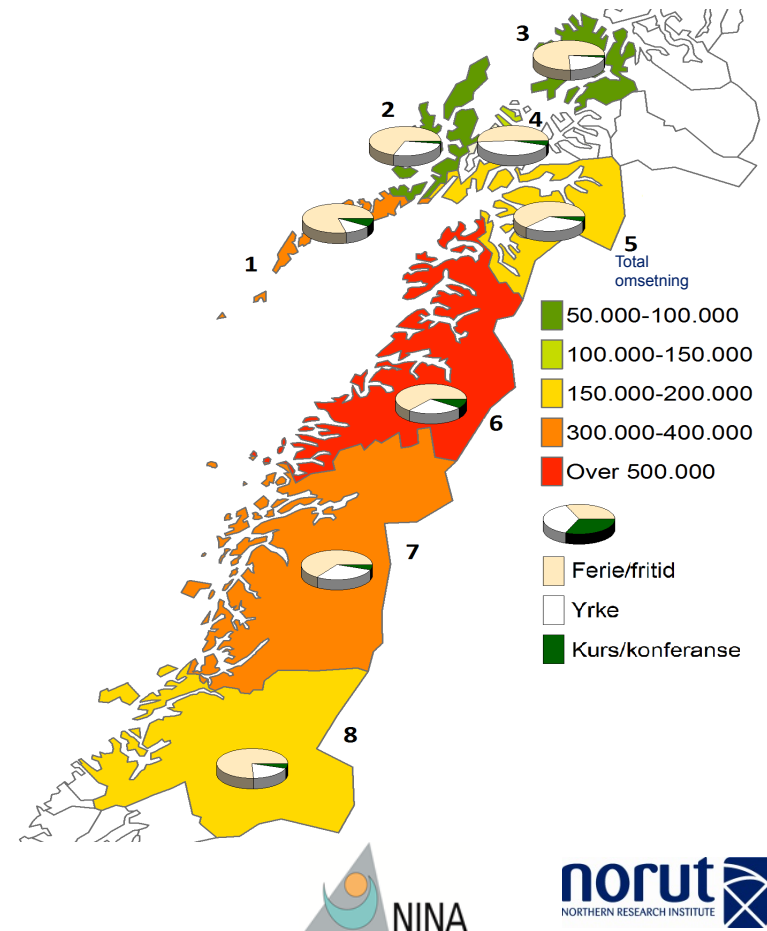 3
2
4
1
5
Total
omsetning
50.000-100.000
100.000-150.000
150.000-200.000
300.000-400.000
Over 500.000
6
7
Ferie/fritid
Yrke
Kurs/konferanse
8
NINA
norut
NORTHERN RESEARCH INSTITUTE